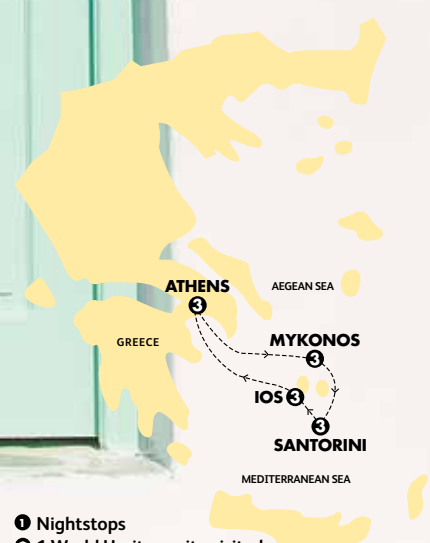 ATHENS
3
AEGEAN SEA
GREECE
MYKONOS
3
IOS 3
3
SANTORINI
MEDITERRANEAN SEA
1 Nightstops